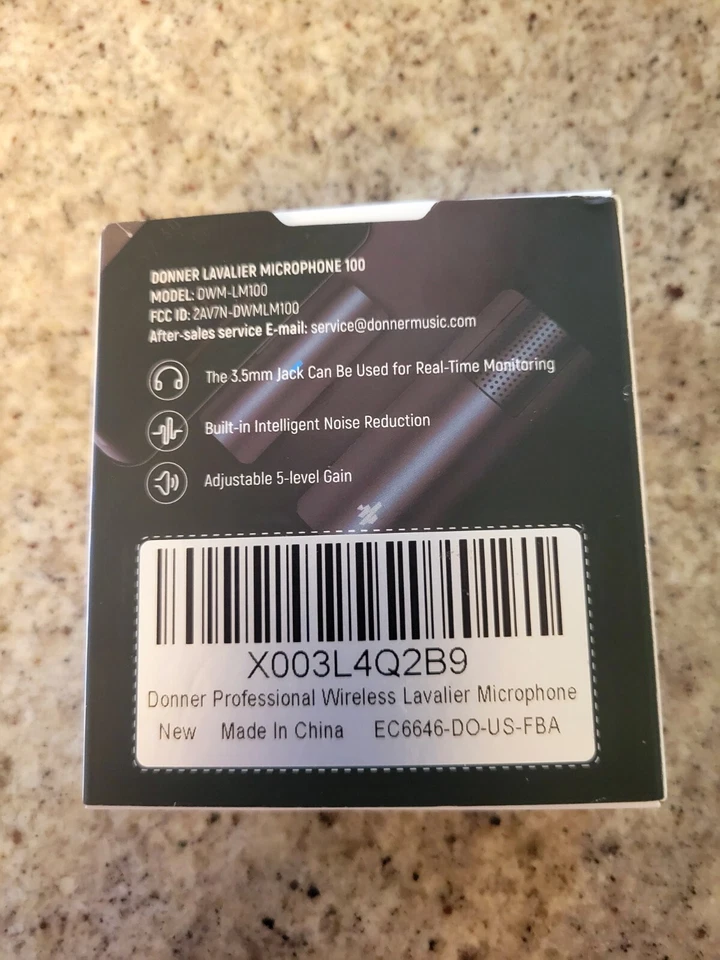 DONNER LAVALIER MICROPHONE 100
MODEL: DWM-LM100
FCC ID: 2AV7N-DWMLM100
After-sales service E-mail: service@donnermusic.com
The 3.5mm Jack Can Be Used for Real-Time Monitoring
Built-in Intelligent Noise Reduction
Adjustable 5-level Gain
X003L4Q2B9
Donner Professional Wireless Lavalier Microphone
New Made In China EC6646-DO-US-FBA